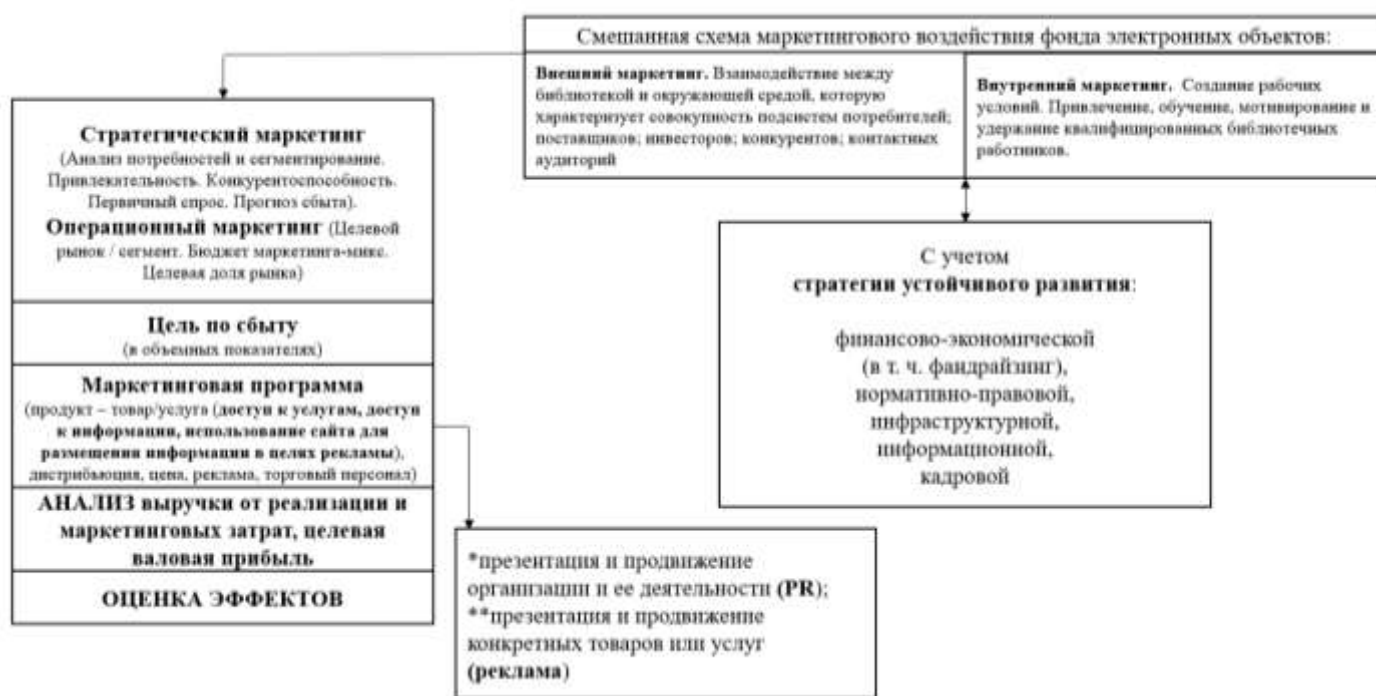 Смешанная схема маркетингового воздействия фонда электронных объектов:
Внешний маркетинг. Взаимодействие между
библиотекой и окружающей средой, которую
характеризует совокупность подсистем потребителей;
поставщиков; инвесторов; конкурентов; контактных
аудиторий
Внутренний маркетинг. Создание рабочих
условий. Привлечение, обучение, мотивирование и
удержание квалифицированных библиотечных
работников.
Стратегический маркетинг
(Анализ потребностей и сегментирование.
Привлекательность. Конкурентоспособность.
Первичный спрос. Прогноз сбыта).
Операционный маркетинг (Целевой
рынок / сегмент. Бюджет маркетинга-микс.
Целевая доля рынка)
Цель по сбыту
(в объемных показателях)
Маркетинговая программа
(продукт – товар/услуга (доступ к услугам, доступ
к информации, использование сайта для
размещения информации в целях рекламы),
дистрибьюция, цена, реклама, торговый персонал)
АНАЛИЗ выручки от реализации и
маркетинговых затрат, целевая
валовая прибыль
ОЦЕНКА ЭФФЕКТОВ
С учетом
стратегии устойчивого развития:
финансово-экономической
(в т. ч. фандрайзинг),
нормативно-правовой,
инфраструктурной,
информационной,
кадровой
*презентация и продвижение
организации и ее деятельности (PR);
**презентация и продвижение
конкретных товаров или услуг
(реклама)